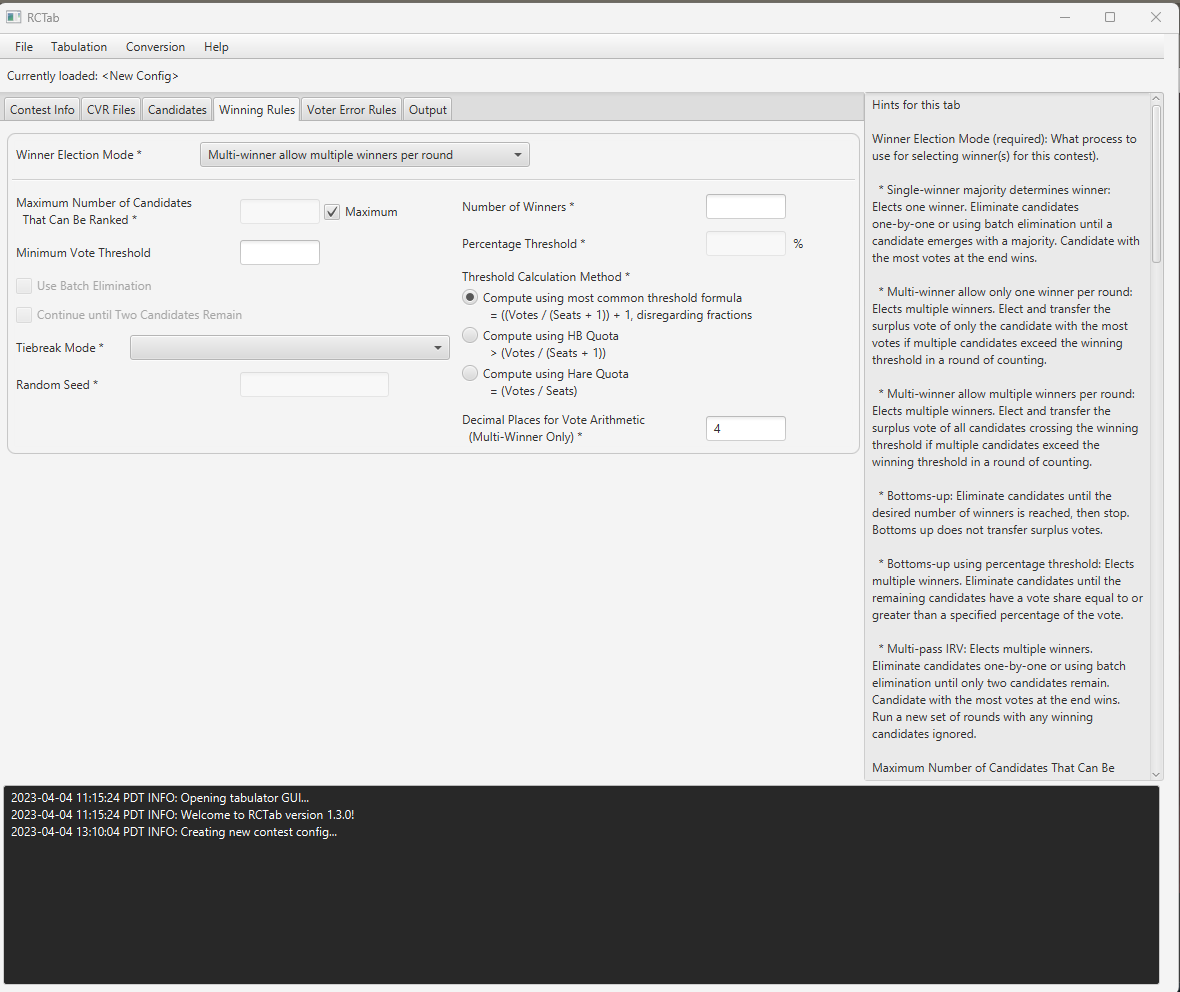 RCTab
File Tabulation Conversion Help
Currently loaded: <New Config>
Contest Info CVR Files Candidates Winning Rules Voter Error Rules Output
Winner Election Mode * Multi-winner allow multiple winners per round
Maximum Number of Candidates
That Can Be Ranked * Maximum
Minimum Vote Threshold
Use Batch Elimination
Continue until Two Candidates Remain
Tiebreak Mode *
Random Seed *
Number of Winners *
Percentage Threshold * %
Threshold Calculation Method *
Compute using most common threshold formula
= ((Votes / (Seats + 1)) + 1, disregarding fractions
Compute using HB Quota
> (Votes / (Seats + 1))
Compute using Hare Quota
= (Votes / Seats)
Decimal Places for Vote Arithmetic
(Multi-Winner Only) * 4
Hints for this tab
Winner Election Mode (required): What process to
use for selecting winner(s) for this contest).
* Single-winner majority determines winner:
Elects one winner. Eliminate candidates
one-by-one or using batch elimination until a
candidate emerges with a majority. Candidate with
the most votes at the end wins.
* Multi-winner allow only one winner per round:
Elects multiple winners. Elect and transfer the
surplus vote of only the candidate with the most
votes if multiple candidates exceed the winning
threshold in a round of counting.
* Multi-winner allow multiple winners per round:
Elects multiple winners. Elect and transfer the
surplus vote of all candidates crossing the winning
threshold if multiple candidates exceed the
winning threshold in a round of counting.
* Bottoms-up: Eliminate candidates until the
desired number of winners is reached, then stop.
Bottoms up does not transfer surplus votes.
* Bottoms-up using percentage threshold: Elects
multiple winners. Eliminate candidates until the
remaining candidates have a vote share equal to or
greater than a specified percentage of the vote.
* Multi-pass IRV: Elects multiple winners.
Eliminate candidates one-by-one or using batch
elimination until only two candidates remain.
Candidate with the most votes at the end wins.
Run a new set of rounds with any winning
candidates ignored.
Maximum Number of Candidates That Can Be
2023-04-04 11:15:24 PDT INFO: Opening tabulator GUI...
2023-04-04 11:15:24 PDT INFO: Welcome to RCTab version 1.3.0!
2023-04-04 13:10:04 PDT INFO: Creating new contest config...